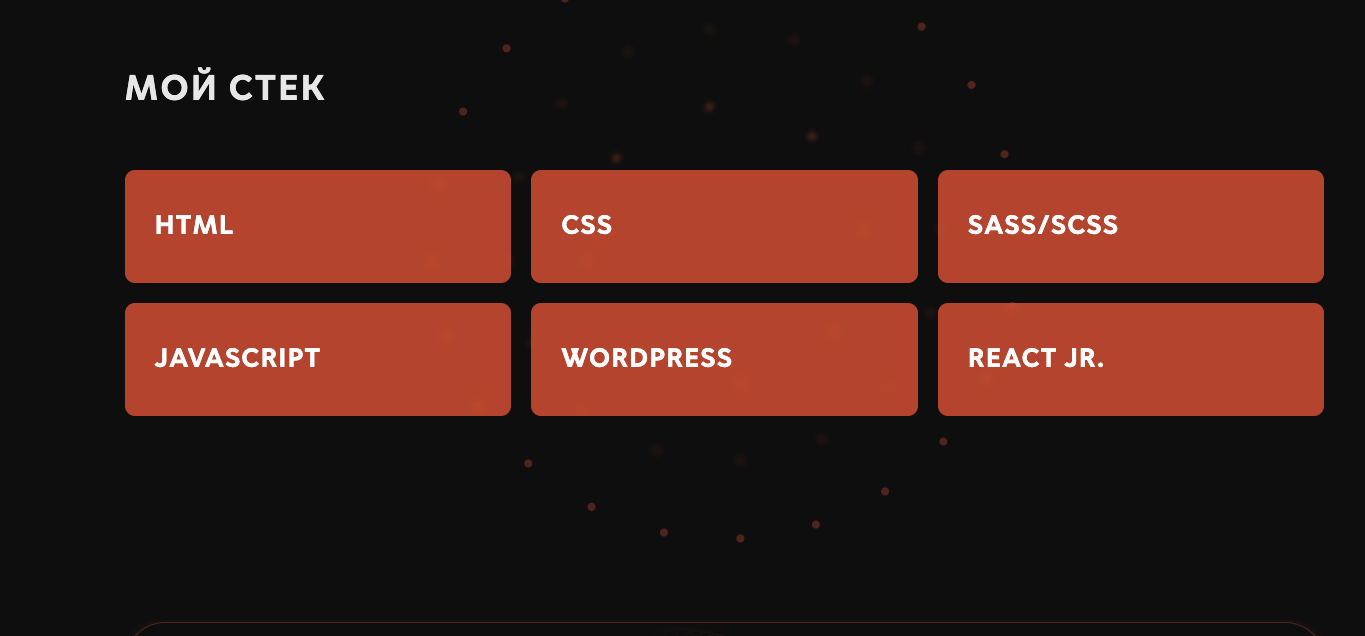 МОЙ СТЕК
HTML
CSS
SASS/SCSS
JAVASCRIPT
WORDPRESS
REACT JR.